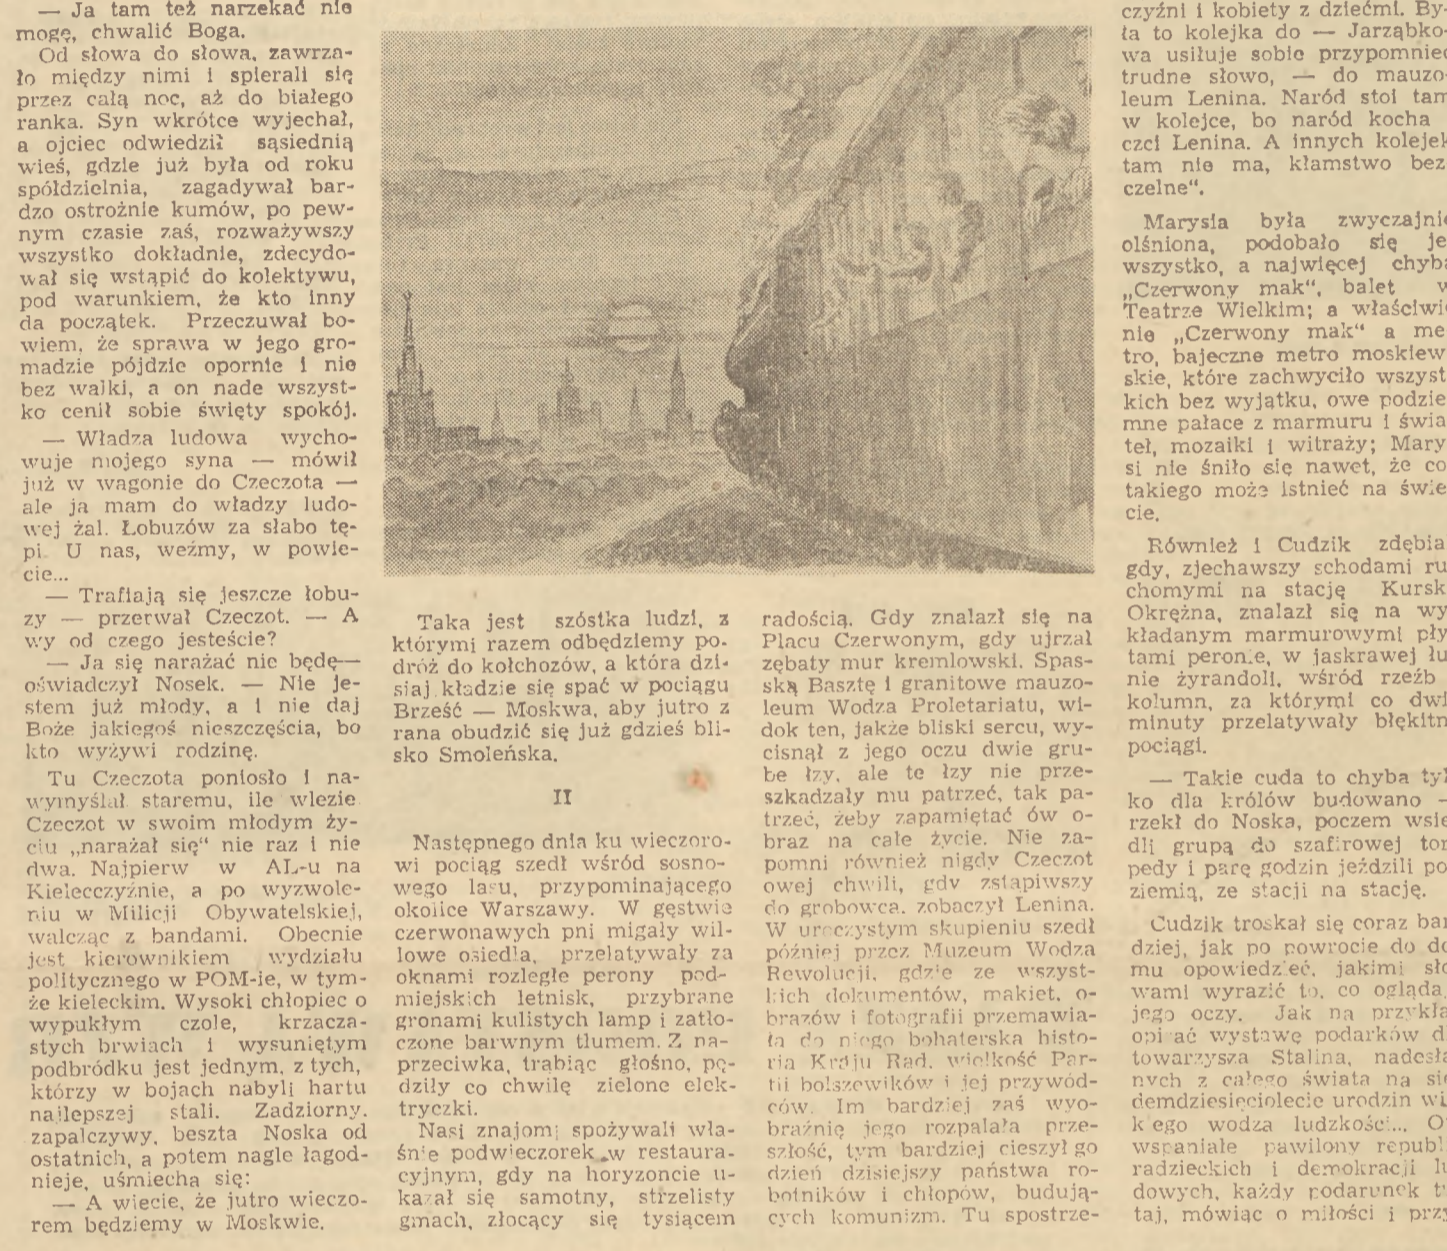 — Ja tam też narzekać nie
mogę, chwalić Boga.
Od słowa do słowa, zawrza-
ło między nimi i spierali się
przez całą noc, aż do białego
ranka. Syn wkrótce wyjechał,
a ojciec odwiedził sąsiednią
wieś, gdzie już była od roku
spółdzielnia, zagadywał bar-
dzo ostrożnie kumów, po pew-
nym czasie zaś, rozważywszy
wszystko dokładnie, zdecydo-
wał się wstąpić do kolektywu,
pod warunkiem, że kto inny
da początek. Przeczuwał bo-
wiem, że sprawa w jego gro-
madzie pójdzie opornie i nie
bez walki, a on nade wszyst-
ko cenił sobie święty spokój.
— Władza ludowa wycho-
wuje mojego syna — mówił
już w wagonie do Czeczota —
ale ja mam do władzy ludo-
wej żal. Łobuzów za słabo tę-
pi. U nas, weźmy, w powie-
cie...
— Trafiają się jeszcze łobu-
zy — przerwał Czeczot. — A
wy od czego jesteście?
— Ja się narażać nie będę—
oświadczył Nosek. — Nie je-
stem już młody, a i nie daj
Boże jakiegoś nieszczęścia, bo
kto wyżywi rodzinę.
Tu Czeczota poniosło i na-
wymyślał staremu, ile wlezie.
Czeczot w swoim młodym ży-
ciu „narażał się“ nie raz i nie
dwa. Najpierw w AL-u na
Kielecczyźnie, a po wyzwole-
niu w Milicji Obywatelskiej,
walcząc z bandami. Obecnie
jest kierownikiem wydziału
politycznego w POM-ie, w tym-
że kieleckim. Wysoki chłopiec o
wypukłym czole, krzacza-
stych brwiach i wysuniętym
podbródku jest jednym, z tych,
którzy w bojach nabyli hartu
najlepszej stali. Zadziorny,
zapalczywy, beszta Noska od
ostatnich, a potem nagle łagod-
nieje, uśmiecha się:
— A wiecie, że jutro wieczo-
rem będziemy w Moskwie.
Taka jest szóstka ludzi, z
którymi razem odbędziemy po-
dróż do kołchozów, a która dzi-
siaj kładzie się spać w pociągu
Brześć — Moskwa, aby jutro z
rana obudzić się już gdzieś bli-
sko Smoleńska.
II
Następnego dnia ku wieczoro-
wi pociąg szedł wśród sosno-
wego lasu, przypominającego
okolice Warszawy. W gęstwie
czerwonawych pni migały wil-
lowe osiedla, przelatywały za
oknami rozległe perony pod-
miejskich letnisk, przybrane
gronami kulistych lamp i zatło-
czone barwnym tłumem. Z na-
przeciwka, trąbiąc głośno, pę-
dziły co chwilę zielone elek-
tryczki.
Nasi znajomi spożywali wła-
śnie podwieczorek w restaura-
cyjnym, gdy na horyzoncie u-
kazał się samotny, strzelisty
gmach, złocący się tysiącem
radością. Gdy znalazł się na
Placu Czerwonym, gdy ujrzał
zębaty mur kremlowski. Spas-
ską Basztę i granitowe mauzo-
leum Wodza Proletariatu, wi-
dok ten, jakże bliski sercu, wy-
cisnął z jego oczu dwie gru-
be łzy, ale te łzy nie prze-
szkadzały mu patrzeć, tak pa-
trzeć, żeby zapamiętać ów o-
braz na całe życie. Nie za-
pomni również nigdy Czeczot
owej chwili, gdy zstąpiwszy
do grobowca, zobaczył Lenina.
W uroczystym skupieniu szedł
później przez Muzeum Wodza
Rewolucji, gdzie ze wszyst-
kich dokumentów, makiet, o-
brazów i fotografii przemawia-
ła do niego bohaterska histo-
ria Kraju Rad, wielkość Par-
tii bolszewików i jej przywód-
ców. Im bardziej zaś wyo-
braźnię jego rozpalała prze-
szłość, tym bardziej cieszył go
dzień dzisiejszy państwa ro-
botników i chłopów, budują-
cych komunizm. Tu spostrze-
czyźni i kobiety z dziećmi. By-
ła to kolejka do — Jarząbko-
wa usiłuje sobie przypomnieć
trudne słowo, — do mauzo-
leum Lenina. Naród stoi tam
w kolejce, bo naród kocha
czci Lenina. A innych kolejek
tam nie ma, kłamstwo bez-
czelne“.
Marysia była zwyczajnie
olśniona, podobało się jej
wszystko, a najwięcej chyba
„Czerwony mak“, balet w
Teatrze Wielkim; a właściwie
nie „Czerwony mak“ a me-
tro, bajeczne metro moskiew-
skie, które zachwyciło wszyst-
kich bez wyjątku, owe podzie-
mne pałace z marmuru i świa-
teł, mozaiki i witraży; Mary-
si nie śniło się nawet, że co
takiego może istnieć na świe-
cie.
Również i Cudzik zdębia
gdy, zjechawszy schodami ru-
chomymi na stację Kursk
Okrężna, znalazł się na wy-
kładanym marmurowymi pły-
tami peronie, w jaskrawej łu-
nie żyrandoli, wśród rzeźb
kolumn, za którymi co dwie
minuty przelatywały błękitn
pociągi.
— Takie cuda to chyba tyl-
ko dla królów budowano —
rzekł do Noska, poczem wsie-
dli grupą do szafirowej tor-
pedy i parę godzin jeździli po
ziemią, ze stacji na stację.
Cudzik troskał się coraz bar-
dziej, jak po powrocie do do-
mu opowiedzieć, jakimi sło-
wami wyrazić to, co ogląda
jego oczy. Jak na przykła
opisać wystawę podarków d
towarzysza Stalina, nadesła-
nych z całego świata na sie-
demdziesięciolecie urodzin wi
k ego wodza ludzkości... O
wspaniałe pawilony republi
radzieckich i demokracji lu-
dowych, każdy podarunek tu-
taj, mówiąc o miłości i przy